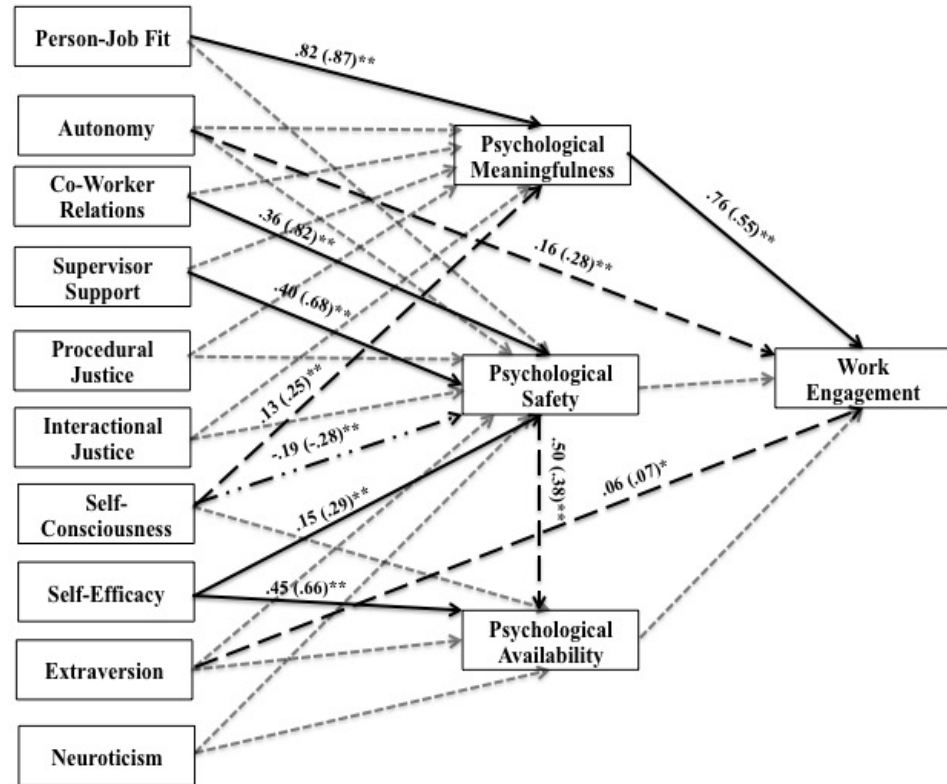 Person-Job Fit
.82 (.87)**
Autonomy
Psychological
Meaningfulness
Co-Worker
Relations
.36 (.82)**
.76 (.55)**
.16 (.28)**
Supervisor
Support
.40 (.68)**
Procedural
Justice
Psychological
Safety
Work
Engagement
.13 (.25)**
Interactional
Justice
-.19 (-.28)**
.50 (.38)**
.06 (.07)*
Self-
Consciousness
.15 (.29)**
Self-Efficacy
.45 (.66)**
Psychological
Availability
Extraversion
Neuroticism